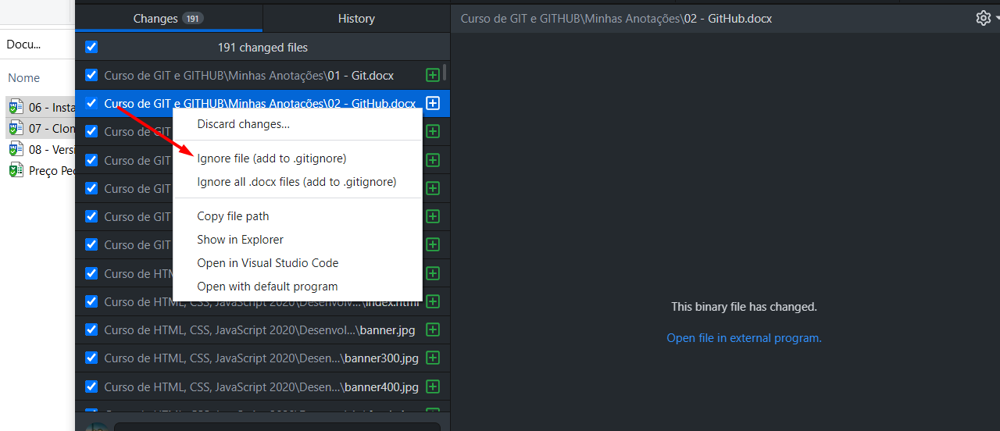 Docu...
Nome
06 - Insta
07 - Clon
08 - Versi
Preço Ped
Changes 191
History
191 changed files
Curso de GIT e GITHUB\Minhas Anotações\01 - Git.docx
Curso de GIT e GITHUB\Minhas Anotações\02 - GitHub.docx
Curso de GIT
Curso de GIT
Curso de GIT
Curso de GIT
Curso de GIT
Curso de HTM
Curso de HTML, CSS, JavaScript 2020\Desenvolv...\index.html
Curso de HTML, CSS, JavaScript 2020\Desenvol...\banner.jpg
Curso de HTML, CSS, JavaScript 2020\Desen...\banner300.jpg
Curso de HTML, CSS, JavaScript 2020\Desen...\banner400.jpg
Discard changes...
Ignore file (add to .gitignore)
Ignore all .docx files (add to .gitignore)
Copy file path
Show in Explorer
Open in Visual Studio Code
Open with default program
Curso de GIT e GITHUB\Minhas Anotações\02 - GitHub.docx
This binary file has changed.
Open file in external program.